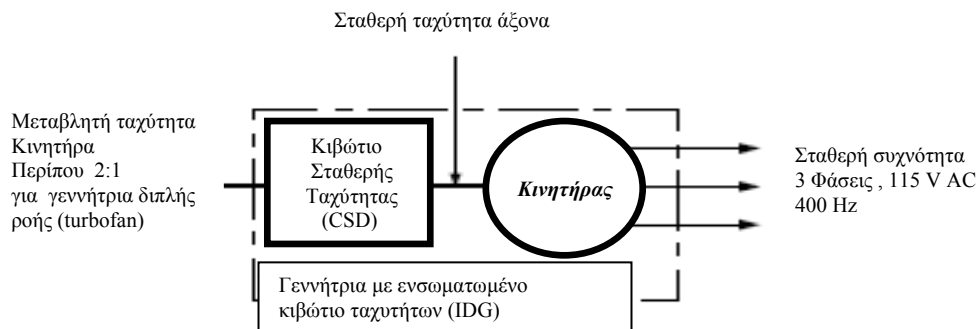 Σταθερή ταχύτητα άξονα
Μεταβλητή ταχύτητα
Κινητήρα
Περίπου 2:1
για γεννήτρια διπλής
ροής (turbofan)
Κιβώτιο
Σταθερής
Ταχύτητας
(CSD)
Κινητήρας
Σταθερή συχνότητα
3 Φάσεις , 115 V AC
400 Hz
Γεννήτρια με ενσωματωμένο
κιβώτιο ταχυτήτων (IDG)